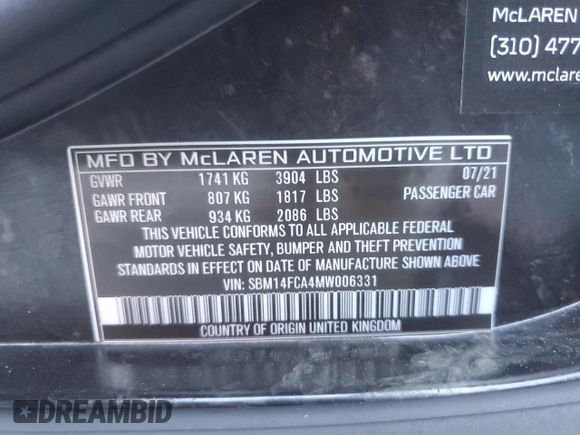 McLAREN
(310) 477
www.mclare
MFD BY McLAREN AUTOMOTIVE LTD
GVWR 1741 KG 3904 LBS 07/21
GAWR FRONT 807 KG 1817 LBS PASSENGER CAR
GAWR REAR 934 KG 2086 LBS
THIS VEHICLE CONFORMS TO ALL APPLICABLE FEDERAL
MOTOR VEHICLE SAFETY, BUMPER AND THEFT PREVENTION
STANDARDS IN EFFECT ON DATE OF MANUFACTURE SHOWN ABOVE
VIN: SBM14FCA4MW006331
COUNTRY OF ORIGIN UNITED KINGDOM
DREAMBID